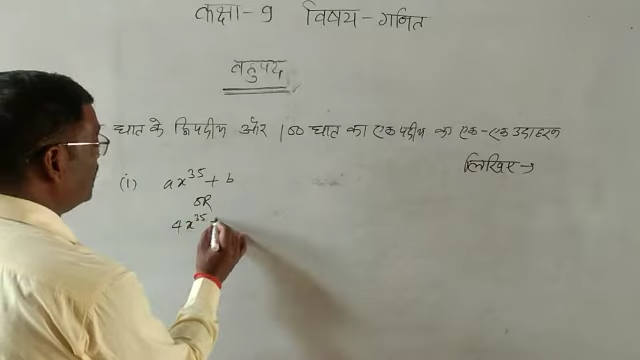 कक्षा-9 विषय-गणित
बहुपद
घात के द्विपदीय और 100 घात का एकपदीय का एक-एक उदाहरण
लिखिए→
(i) ax³⁵ + b
OR
4x³⁵